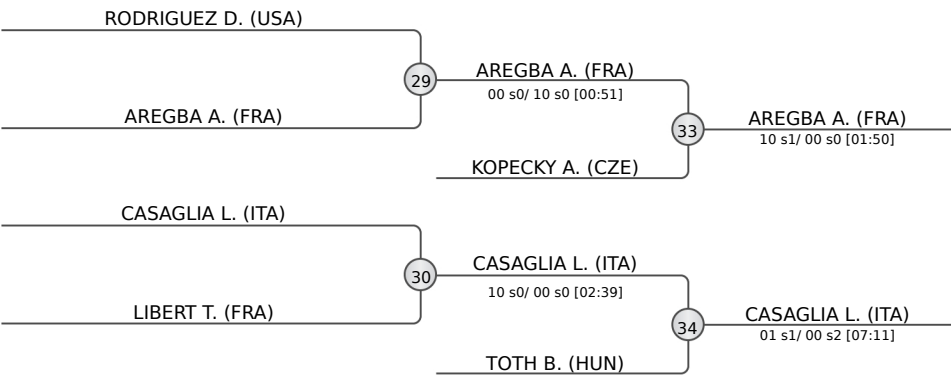 RODRIGUEZ D. (USA)
29
AREGBA A. (FRA)
AREGBA A. (FRA)
00 s0/ 10 s0 [00:51]
33
KOPECKY A. (CZE)
AREGBA A. (FRA)
10 s1/ 00 s0 [01:50]
CASAGLIA L. (ITA)
30
LIBERT T. (FRA)
CASAGLIA L. (ITA)
10 s0/ 00 s0 [02:39]
34
TOTH B. (HUN)
CASAGLIA L. (ITA)
01 s1/ 00 s2 [07:11]